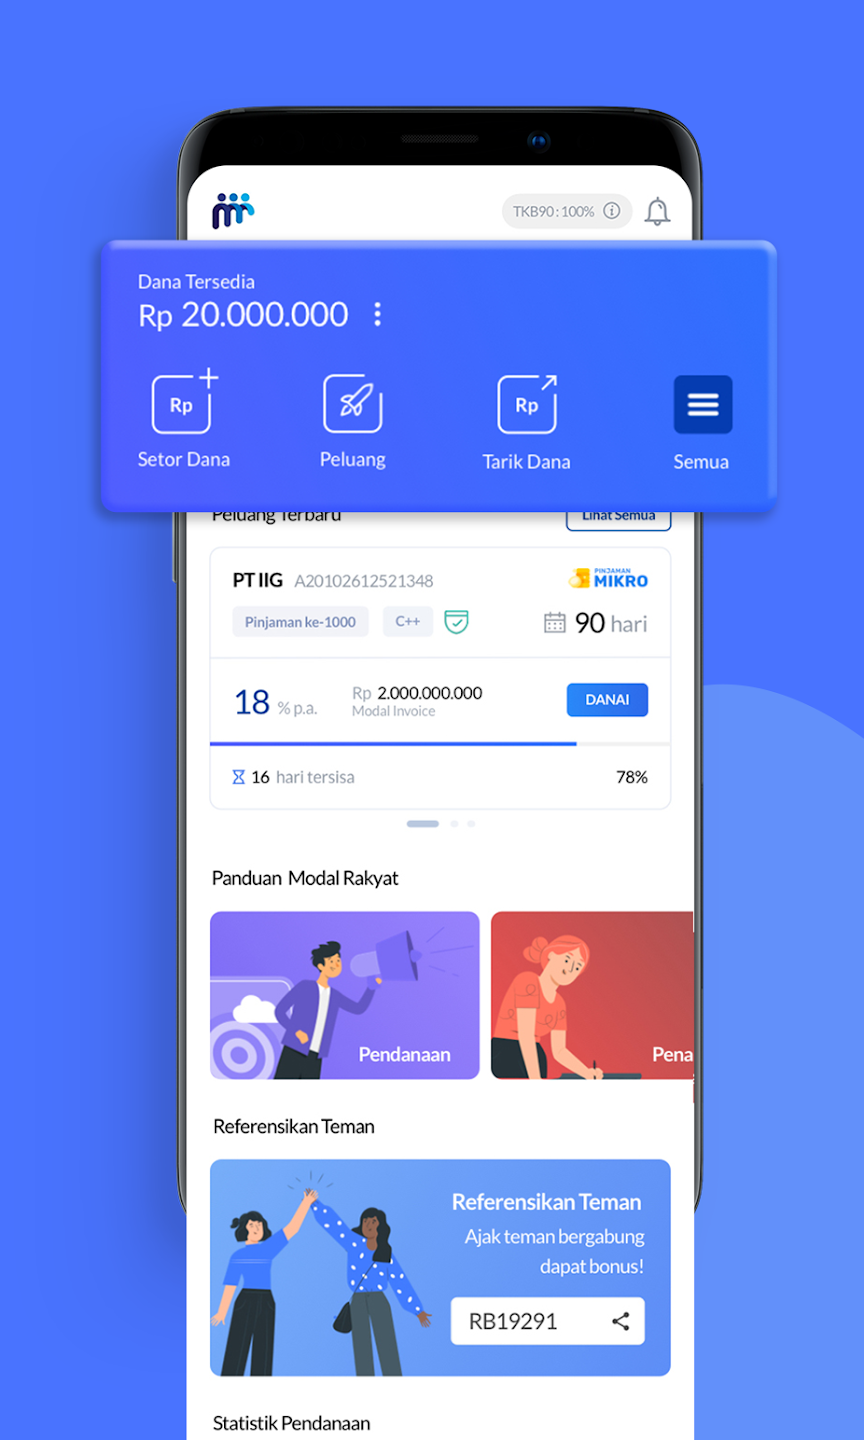 TKB90 : 100%
Dana Tersedia
Rp 20.000.000
Rp
Rp
Setor Dana
Peluang
Tarik Dana
Semua
Peluang Terbaru
Lihat Semua
PT IIG A20102612521348
PINJAMAN
MIKRO
Pinjaman ke-1000
C++
90 hari
18 % p.a.
Rp 2.000.000.000
Modal Invoice
DANAI
16 hari tersisa
78%
Panduan Modal Rakyat
Pendanaan
Pena
Referensikan Teman
Referensikan Teman
Ajak teman bergabung
dapat bonus!
RB19291
Statistik Pendanaan